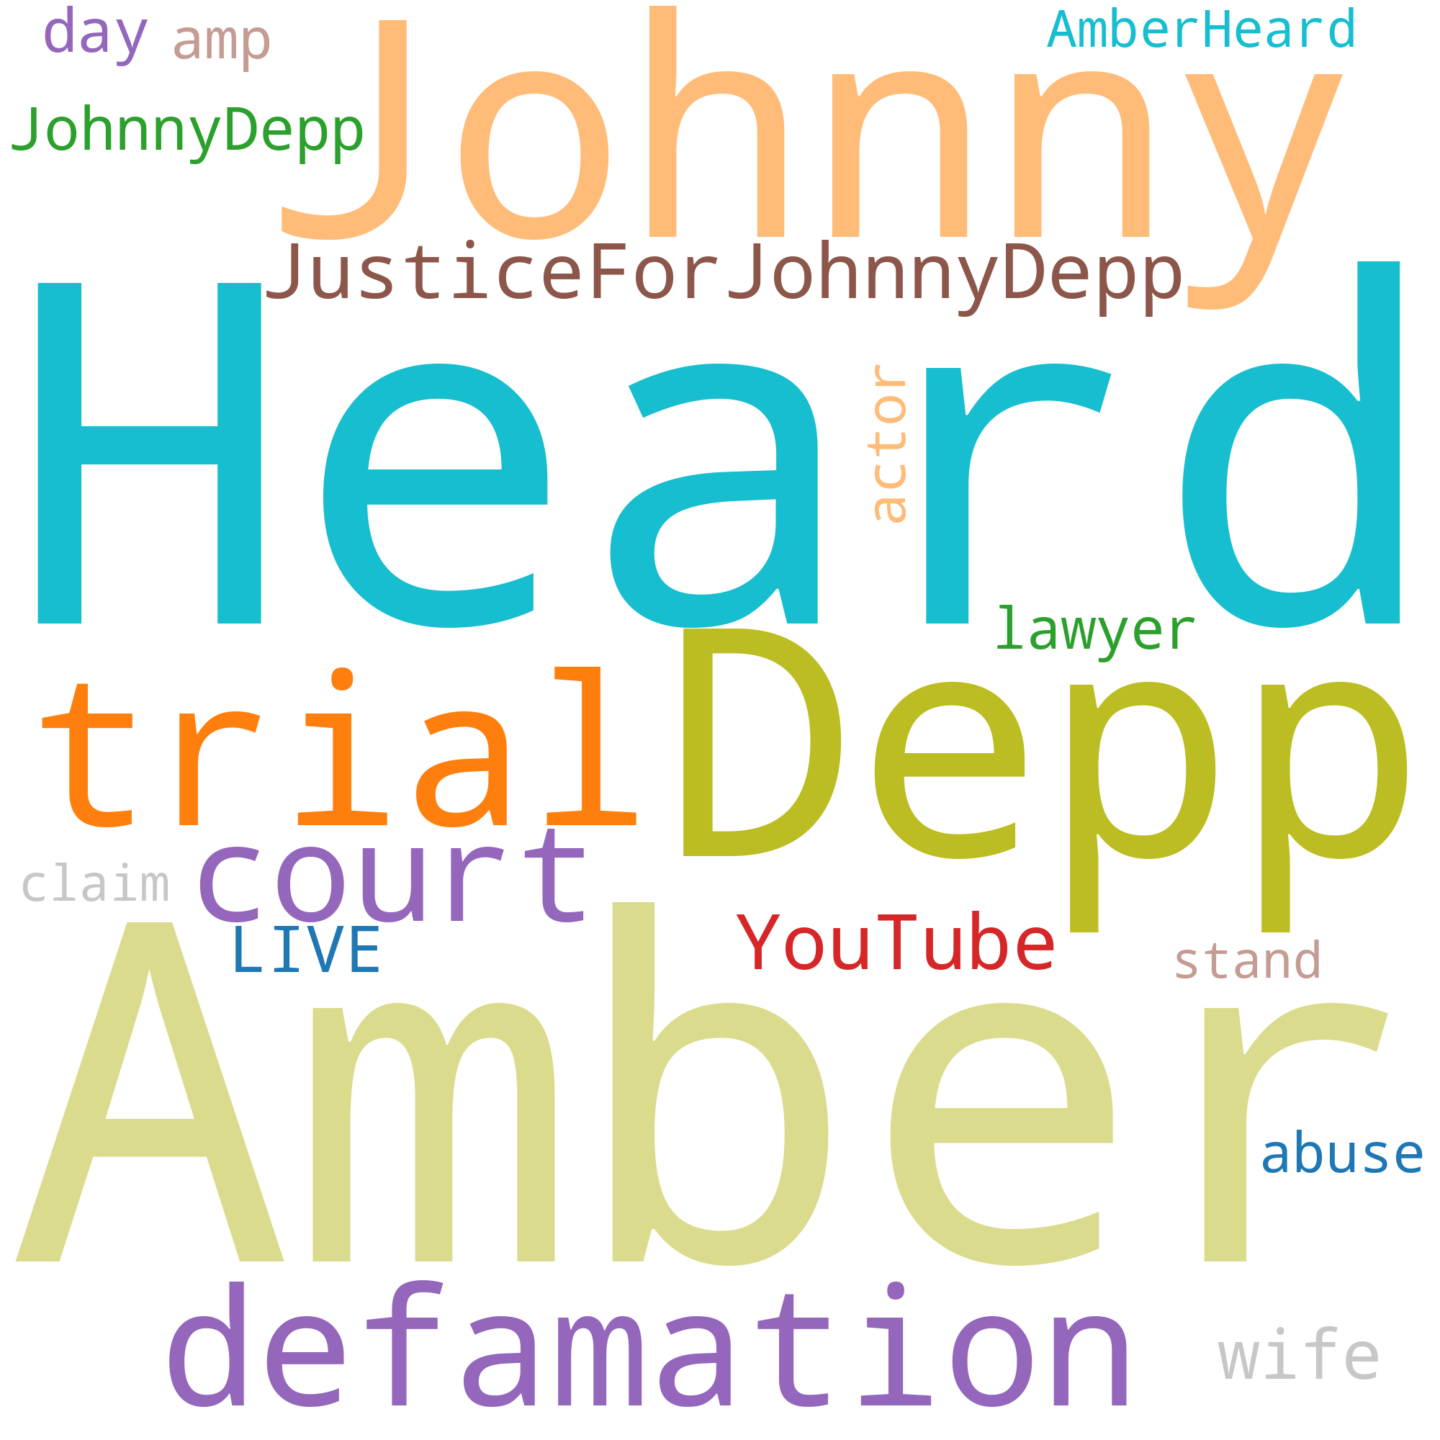 day amp AmberHeard
Johnny
JohnnyDepp
JusticeForJohnnyDepp
Heard
actor
lawyer
trial Depp
court
claim
LIVE YouTube stand
Amber
abuse
defamation wife